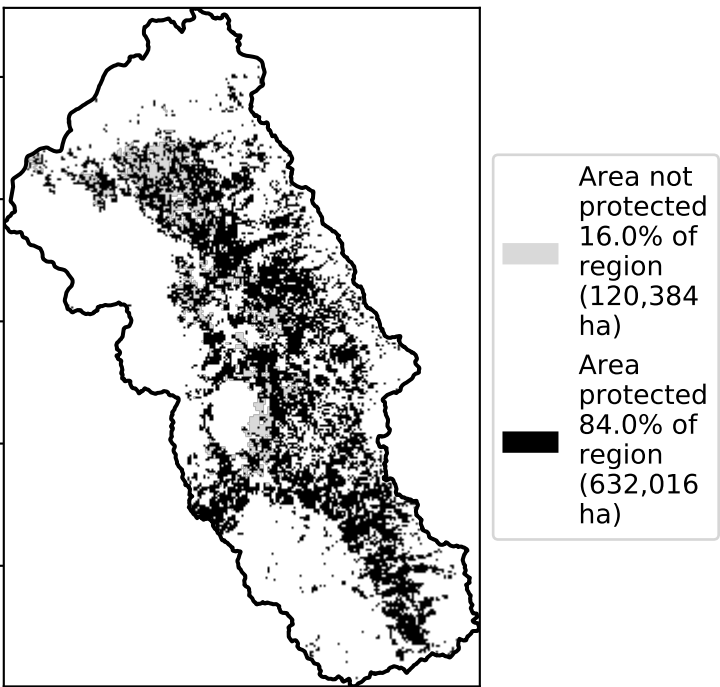 Area not
protected
16.0% of
region
(120,384
ha)
Area
protected
84.0% of
region
(632,016
ha)